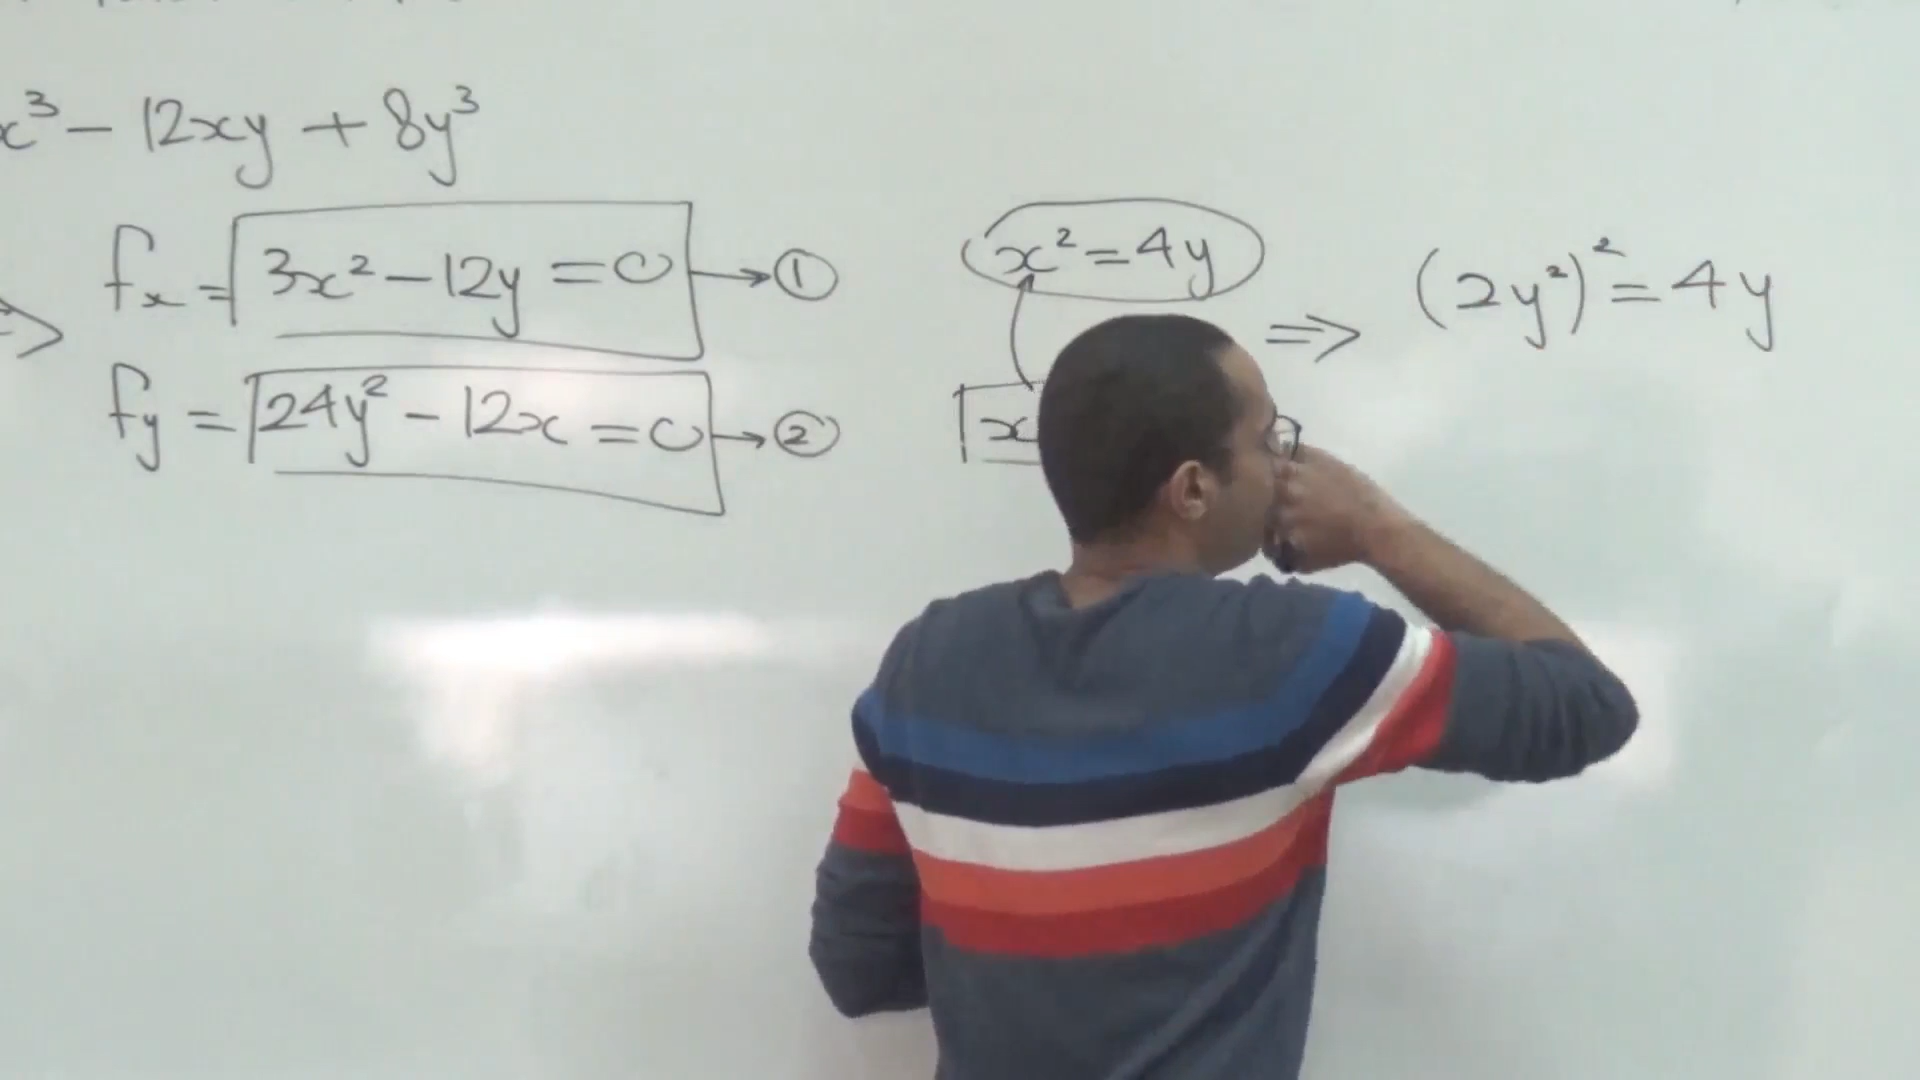 x³ - 12xy + 8y³
fx = 3x² - 12y = 0 → ①
fy = 24y² - 12x = 0 → ②
x² = 4y
x
⇒ (2y²)² = 4y